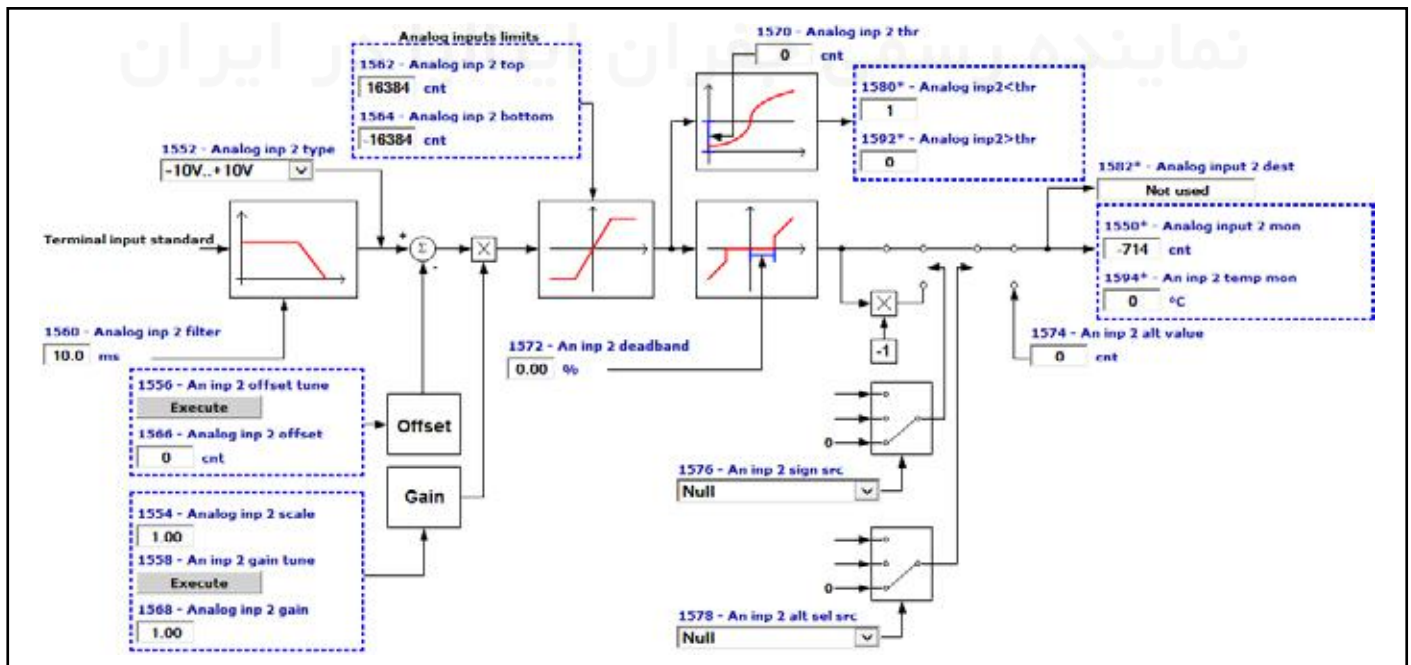 نماینده رسمی جفران ایتالیا در ایران
Analog inputs limits
1562 - Analog inp 2 top
16384 cnt
1564 - Analog inp 2 bottom
-16384 cnt
1570 - Analog inp 2 thr
0 cnt
1580* - Analog inp2<thr
1
1592* - Analog inp2>thr
0
1552 - Analog inp 2 type
-10V..+10V
1582* - Analog input 2 dest
Not used
Terminal input standard
+
Σ
-
X
1550* - Analog input 2 mon
-714 cnt
1594* - An inp 2 temp mon
0 °C
1560 - Analog inp 2 filter
10.0 ms
1572 - An inp 2 deadband
0.00 %
X
-1
1574 - An inp 2 alt value
0 cnt
1556 - An inp 2 offset tune
Execute
1566 - Analog inp 2 offset
0 cnt
Offset
Gain
1554 - Analog inp 2 scale
1.00
1558 - An inp 2 gain tune
Execute
1568 - Analog inp 2 gain
1.00
0
1576 - An inp 2 sign src
Null
0
1578 - An inp 2 alt sel src
Null